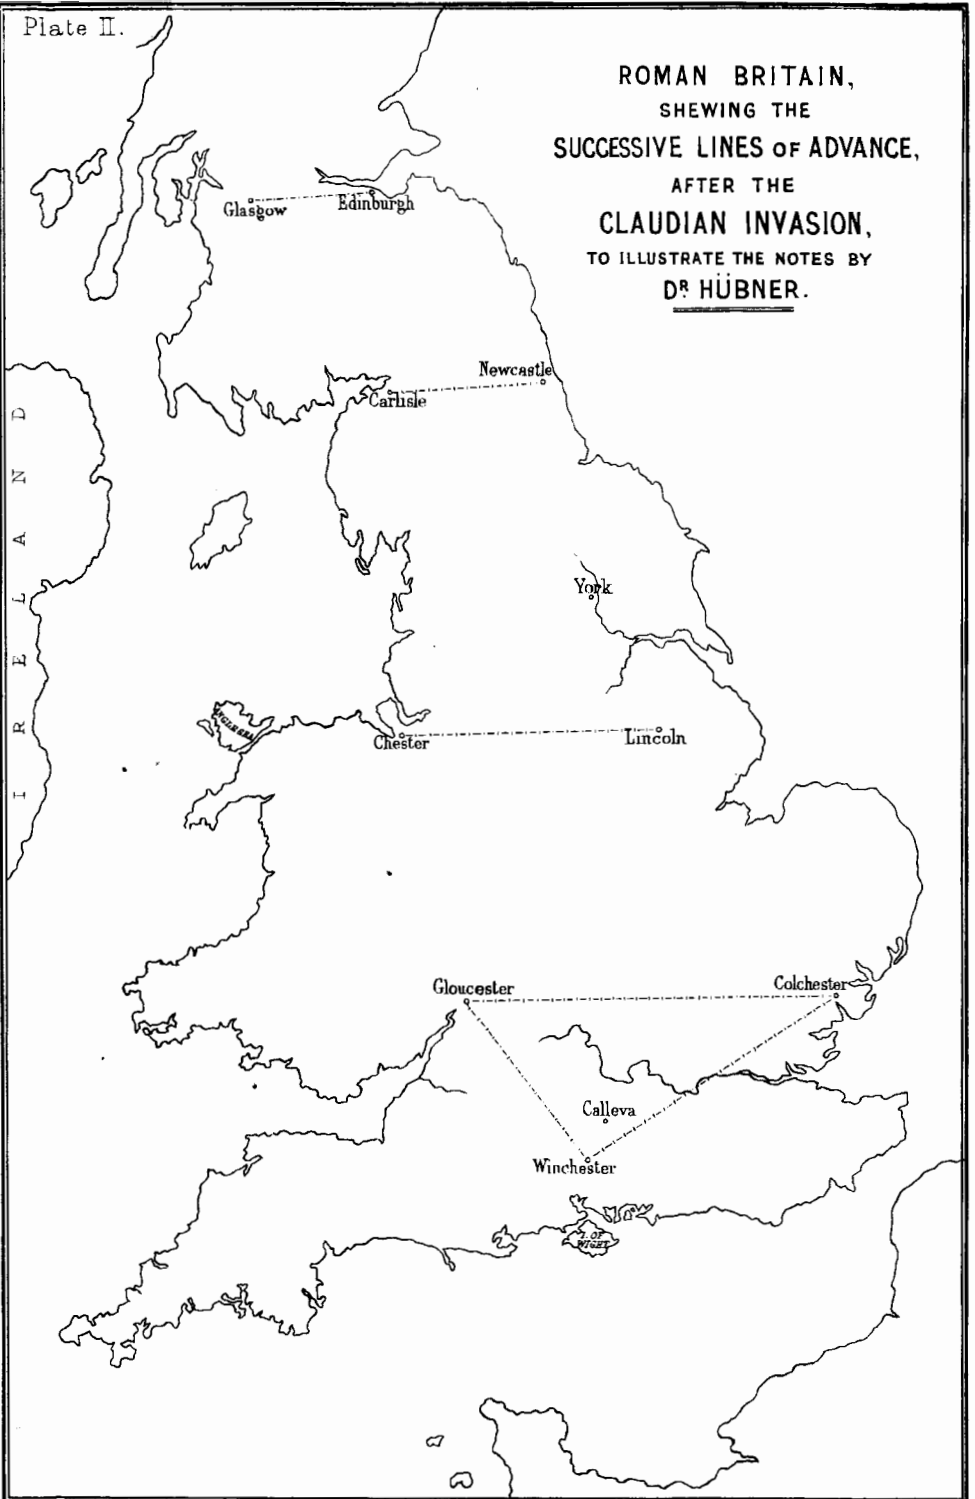 Plate II.
ROMAN BRITAIN,
SHEWING THE
SUCCESSIVE LINES OF ADVANCE,
AFTER THE
CLAUDIAN INVASION,
TO ILLUSTRATE THE NOTES BY
DR. HÜBNER.
Glasgow
Edinburgh
Newcastle
Carlisle
IRELAND
York
ANGLESEA
Chester
Lincoln
Gloucester
Colchester
Calleva
Winchester
I. OF
WIGHT